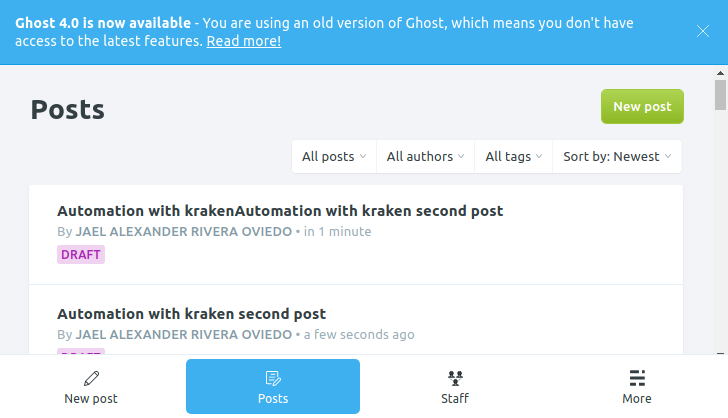 Ghost 4.0 is now available - You are using an old version of Ghost, which means you don't have
access to the latest features. Read more!
Posts
New post
All posts
All authors
All tags
Sort by: Newest
Automation with krakenAutomation with kraken second post
By JAEL ALEXANDER RIVERA OVIEDO • in 1 minute
DRAFT
Automation with kraken second post
By JAEL ALEXANDER RIVERA OVIEDO • a few seconds ago
New post
Posts
Staff
More